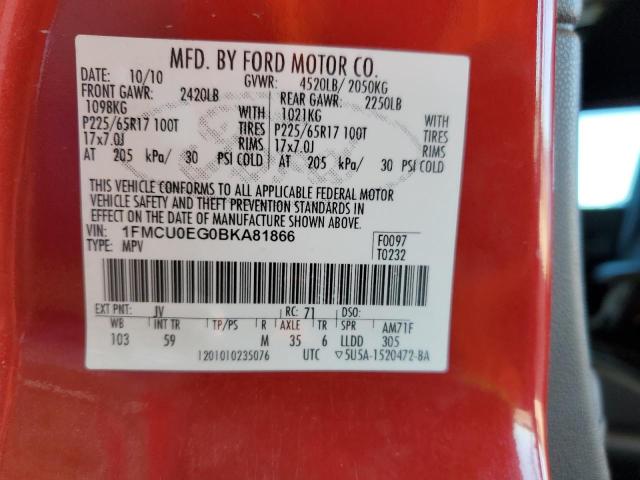 MFD. BY FORD MOTOR CO.
DATE: 10/10 GVWR: 4520LB/ 2050KG
FRONT GAWR: 2420LB REAR GAWR: 2250LB
1098KG WITH 1021KG WITH
P225/65R17 100T TIRES P225/65R17 100T TIRES
17x7.0J RIMS 17x7.0J RIMS
AT 205 kPa/ 30 PSI COLD AT 205 kPa/ 30 PSI COLD
THIS VEHICLE CONFORMS TO ALL APPLICABLE FEDERAL MOTOR
VEHICLE SAFETY AND THEFT PREVENTION STANDARDS IN
EFFECT ON THE DATE OF MANUFACTURE SHOWN ABOVE.
VIN: 1FMCU0EG0BKA81866 F0097
TYPE: MPV T0232
EXT PNT: JV RC: 71 DSO:
WB INT TR TP/PS R AXLE TR SPR AM71F
103 59 M 35 6 LLDD 305
1201010235076 UTC ▽5U5A-1520472-BA